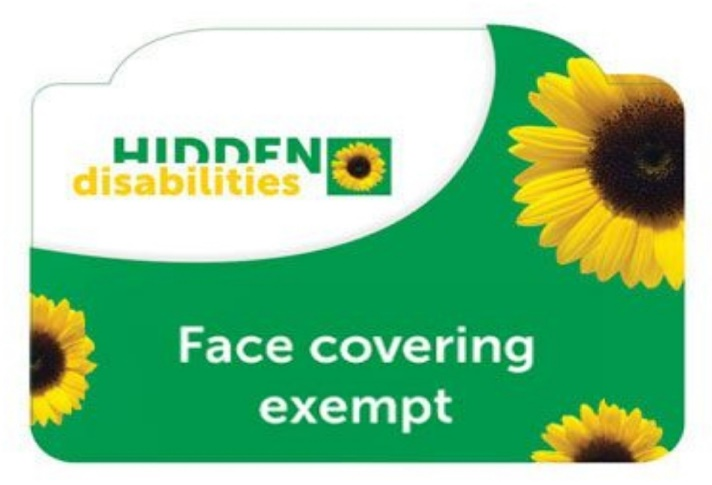 HIDDEN
disabilities
Face covering
exempt